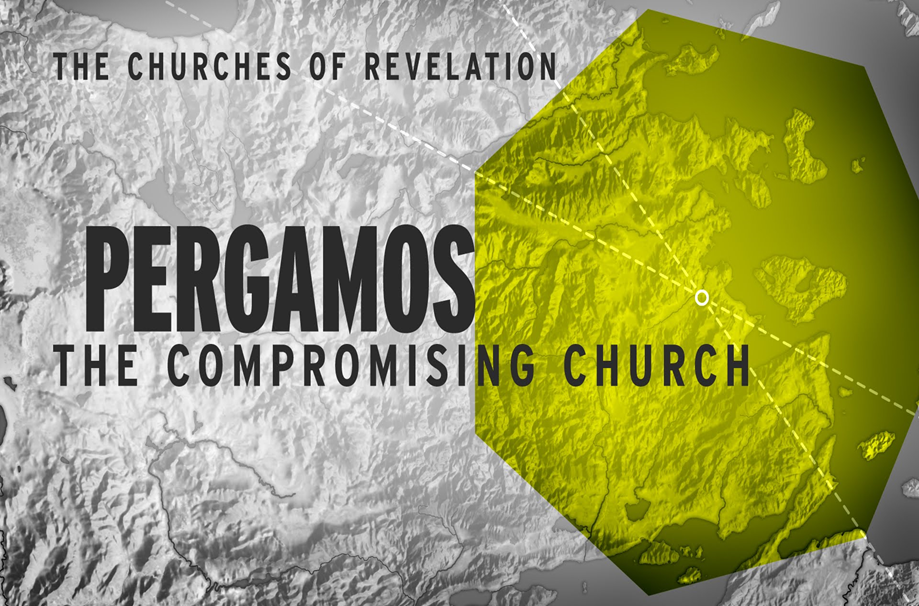 THE CHURCHES OF REVELATION
PERGAMOS
THE COMPROMISING CHURCH